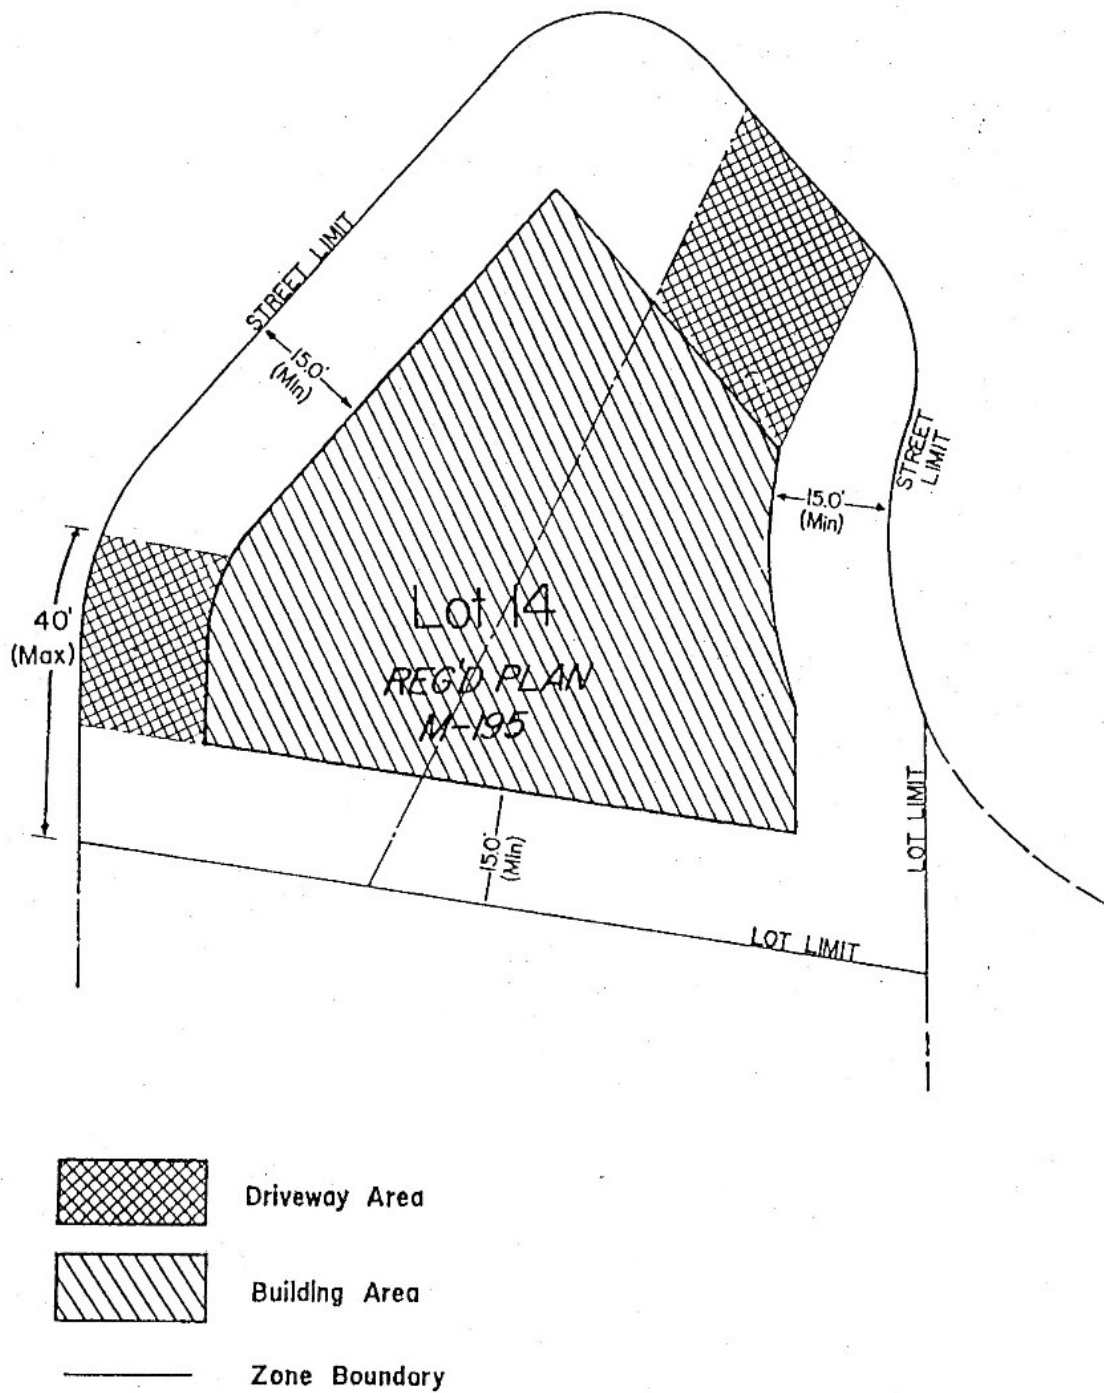 STREET LIMIT
15.0'
(Min)
STREET
LIMIT
15.0'
(Min)
40'
(Max)
Lot 14
REG'D PLAN
M-195
15.0'
(Min)
LOT LIMIT
LOT LIMIT
Driveway Area
Building Area
Zone Boundary